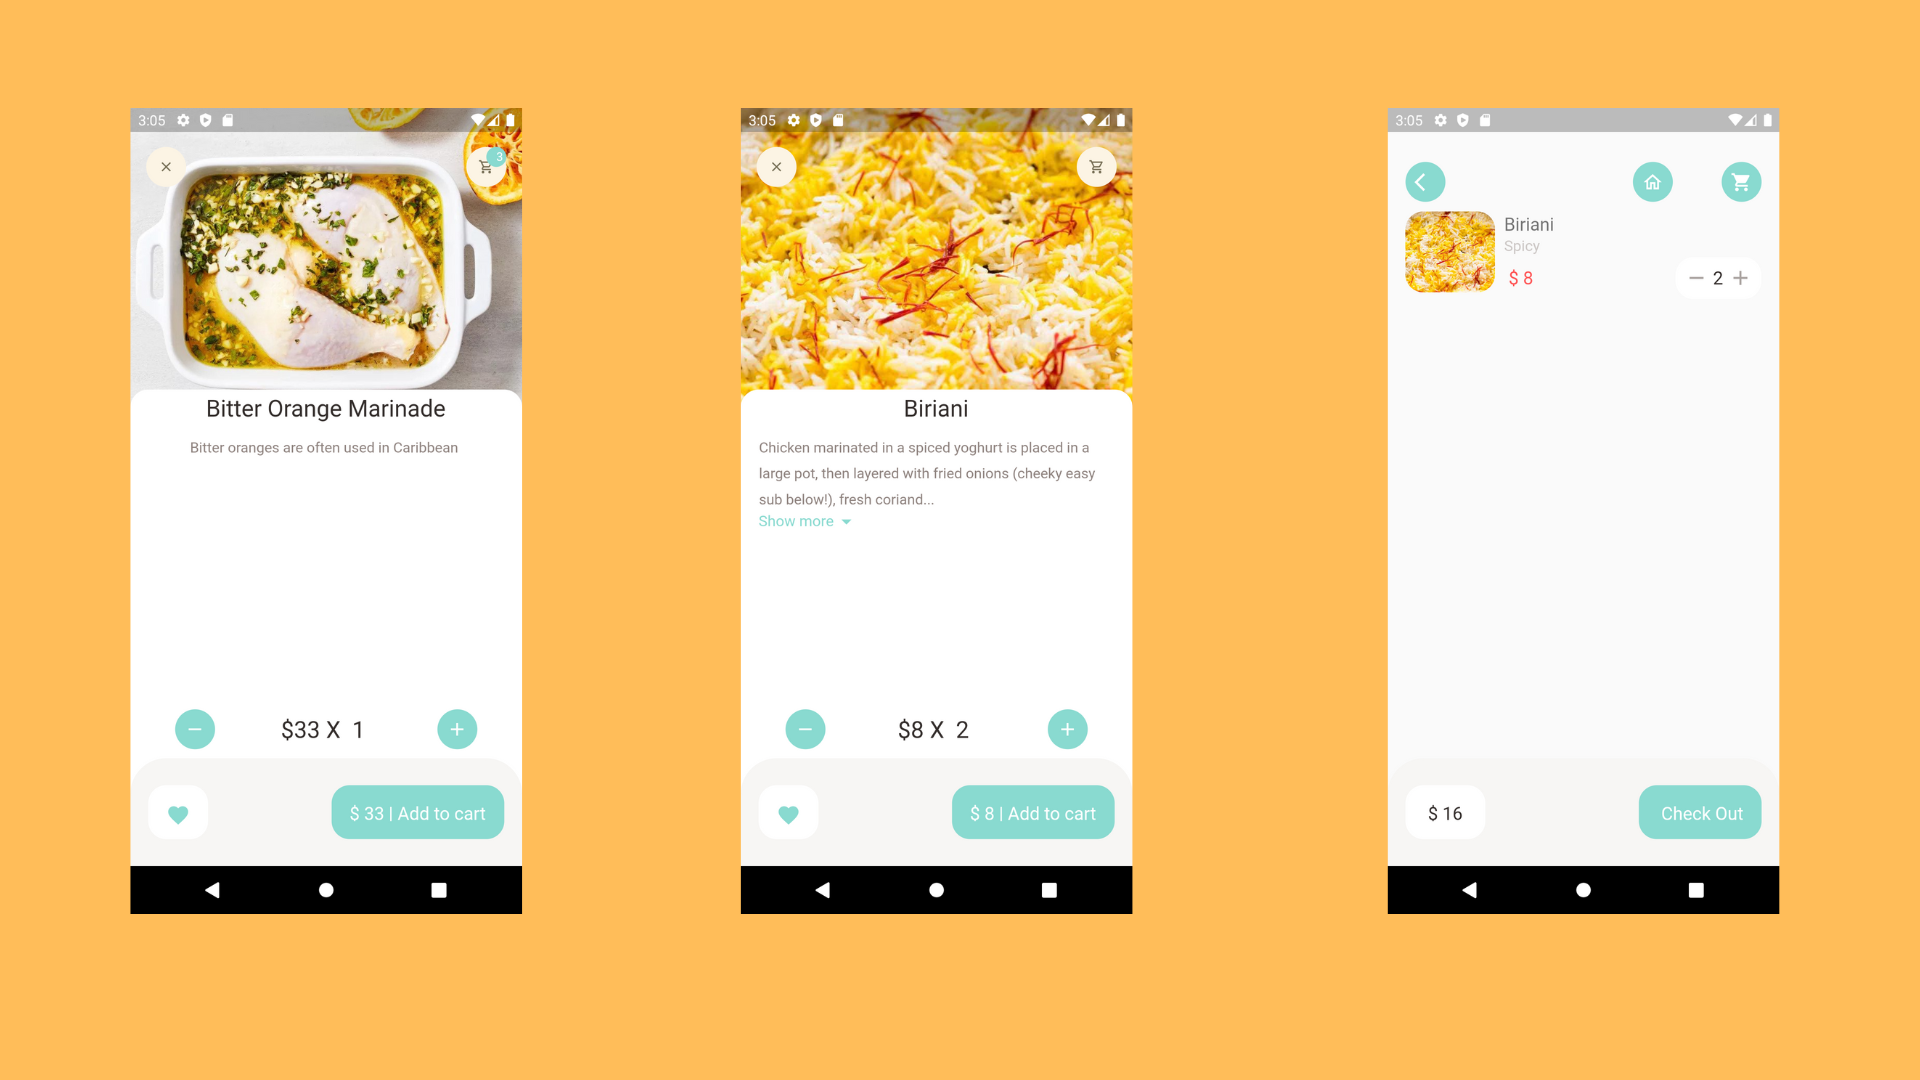 3:05
3
Bitter Orange Marinade
Bitter oranges are often used in Caribbean
$33 X 1
$ 33 | Add to cart
3:05
Biriani
Chicken marinated in a spiced yoghurt is placed in a
large pot, then layered with fried onions (cheeky easy
sub below!), fresh coriand...
Show more
$8 X 2
$ 8 | Add to cart
3:05
Biriani
Spicy
$ 8
2
$ 16
Check Out